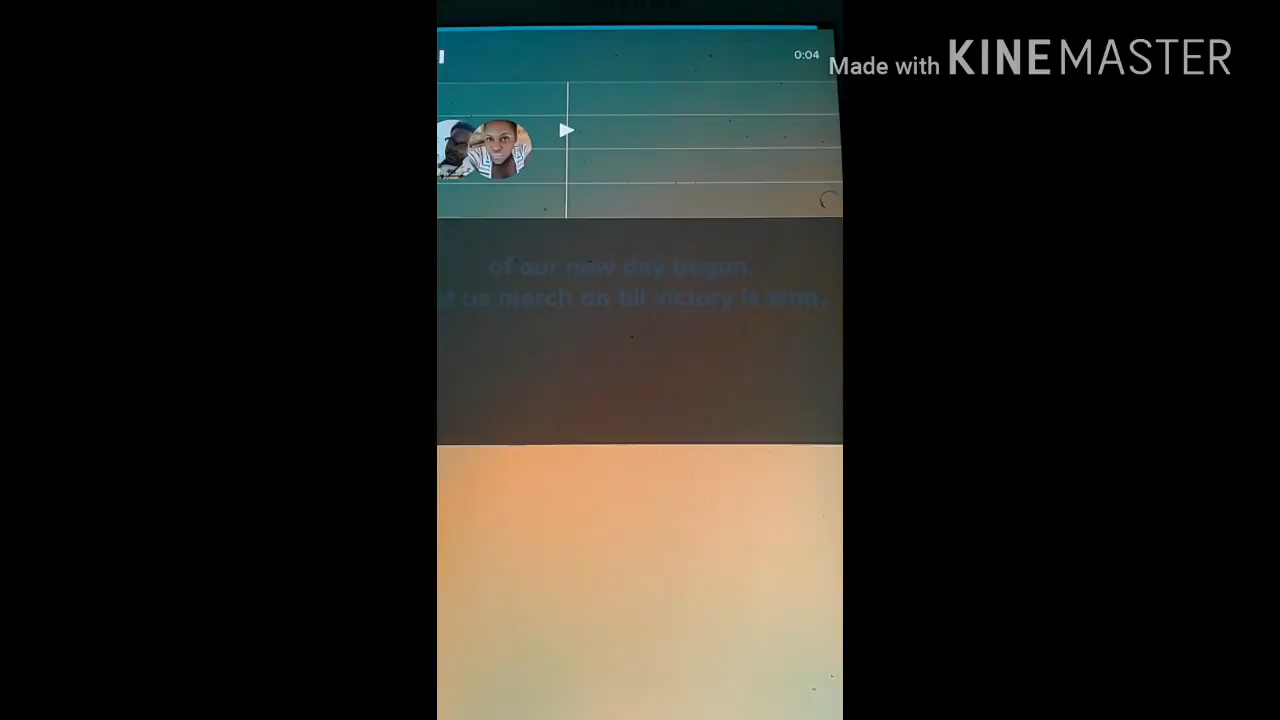 0:04
Made with KINEMASTER
of our new day begun.
us march on till victory is won.